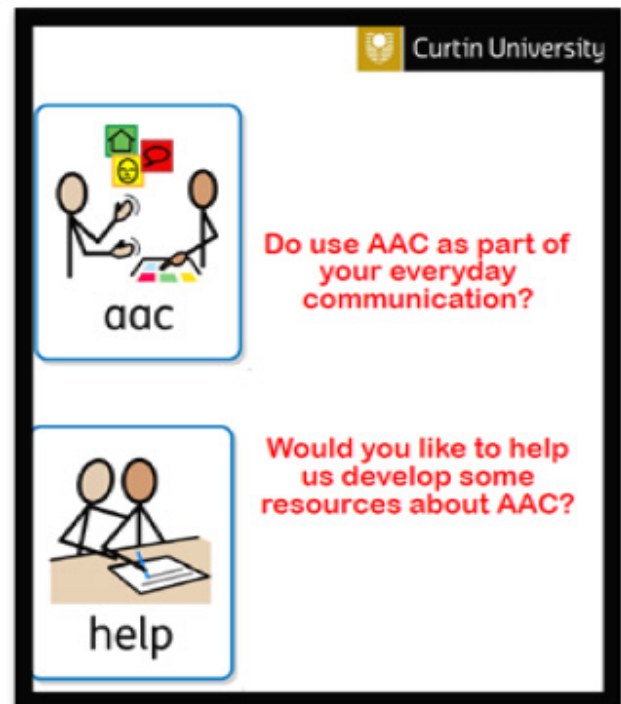 Curtin University
Do use AAC as part of
your everyday
communication?
aac
Would you like to help
us develop some
resources about AAC?
help